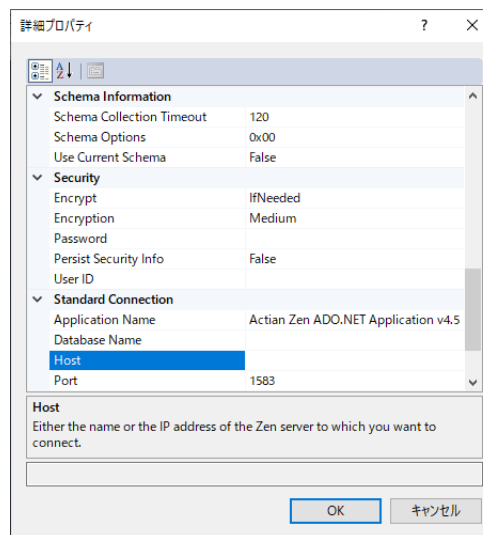 詳細プロパティ
Schema Information
Schema Collection Timeout 120
Schema Options 0x00
Use Current Schema False
Security
Encrypt IfNeeded
Encryption Medium
Password
Persist Security Info False
User ID
Standard Connection
Application Name Actian Zen ADO.NET Application v4.5
Database Name
Host
Port 1583
Host
Either the name or the IP address of the Zen server to which you want to
connect.
OK キャンセル